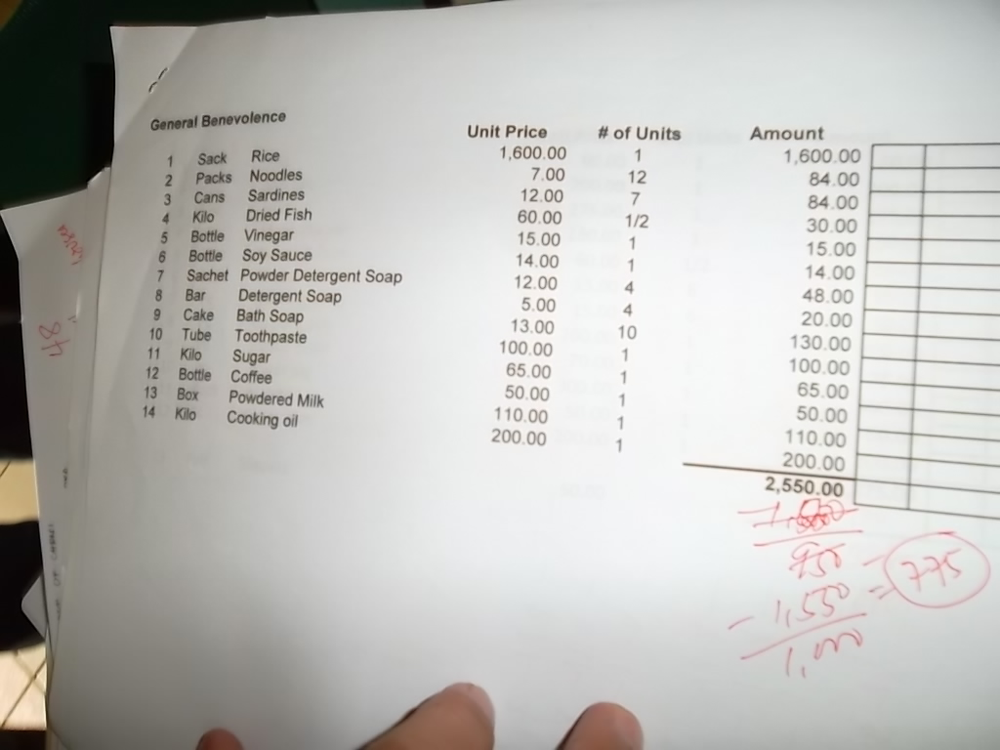 General Benevolence
Unit Price # of Units Amount
1 Sack Rice 1,600.00 1 1,600.00
2 Packs Noodles 7.00 12 84.00
3 Cans Sardines 12.00 7 84.00
4 Kilo Dried Fish 60.00 1/2 30.00
5 Bottle Vinegar 15.00 1 15.00
6 Bottle Soy Sauce 14.00 1 14.00
7 Sachet Powder Detergent Soap 12.00 4 48.00
8 Bar Detergent Soap 5.00 4 20.00
9 Cake Bath Soap 13.00 10 130.00
10 Tube Toothpaste 100.00 1 100.00
11 Kilo Sugar 65.00 1 65.00
12 Bottle Coffee 50.00 1 50.00
13 Box Powdered Milk 110.00 1 110.00
14 Kilo Cooking oil 200.00 1 200.00
2,550.00
950
- 1,550 = 775
1,000
48